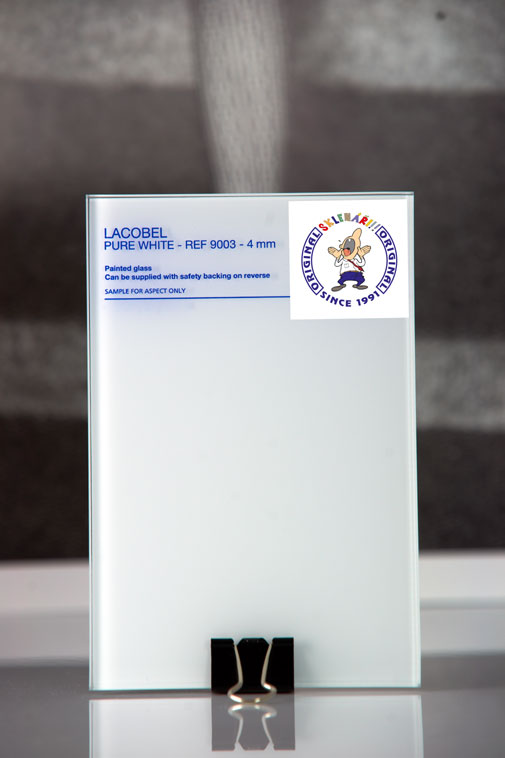 LACOBEL
PURE WHITE - REF 9003 - 4 mm
Painted glass
Can be supplied with safety backing on reverse
SAMPLE FOR ASPECT ONLY
SKLENÁŘI!!
ORIGINAL
ORIGINAL
SINCE 1991